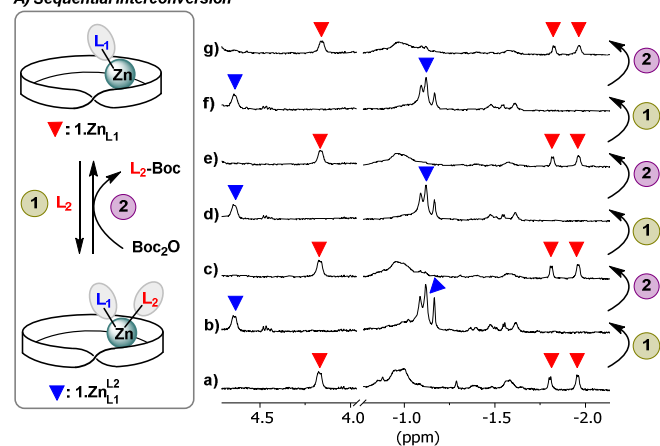 A) Sequential interconversion
L1
Zn
▼: 1.ZnL1
1
L2
L2-Boc
2
Boc2O
L1
L2
Zn
▼: 1.ZnL1L2
g)
2
f)
1
e)
2
d)
1
c)
2
b)
1
a)
4.5 4.0 -1.0 -1.5 -2.0
(ppm)